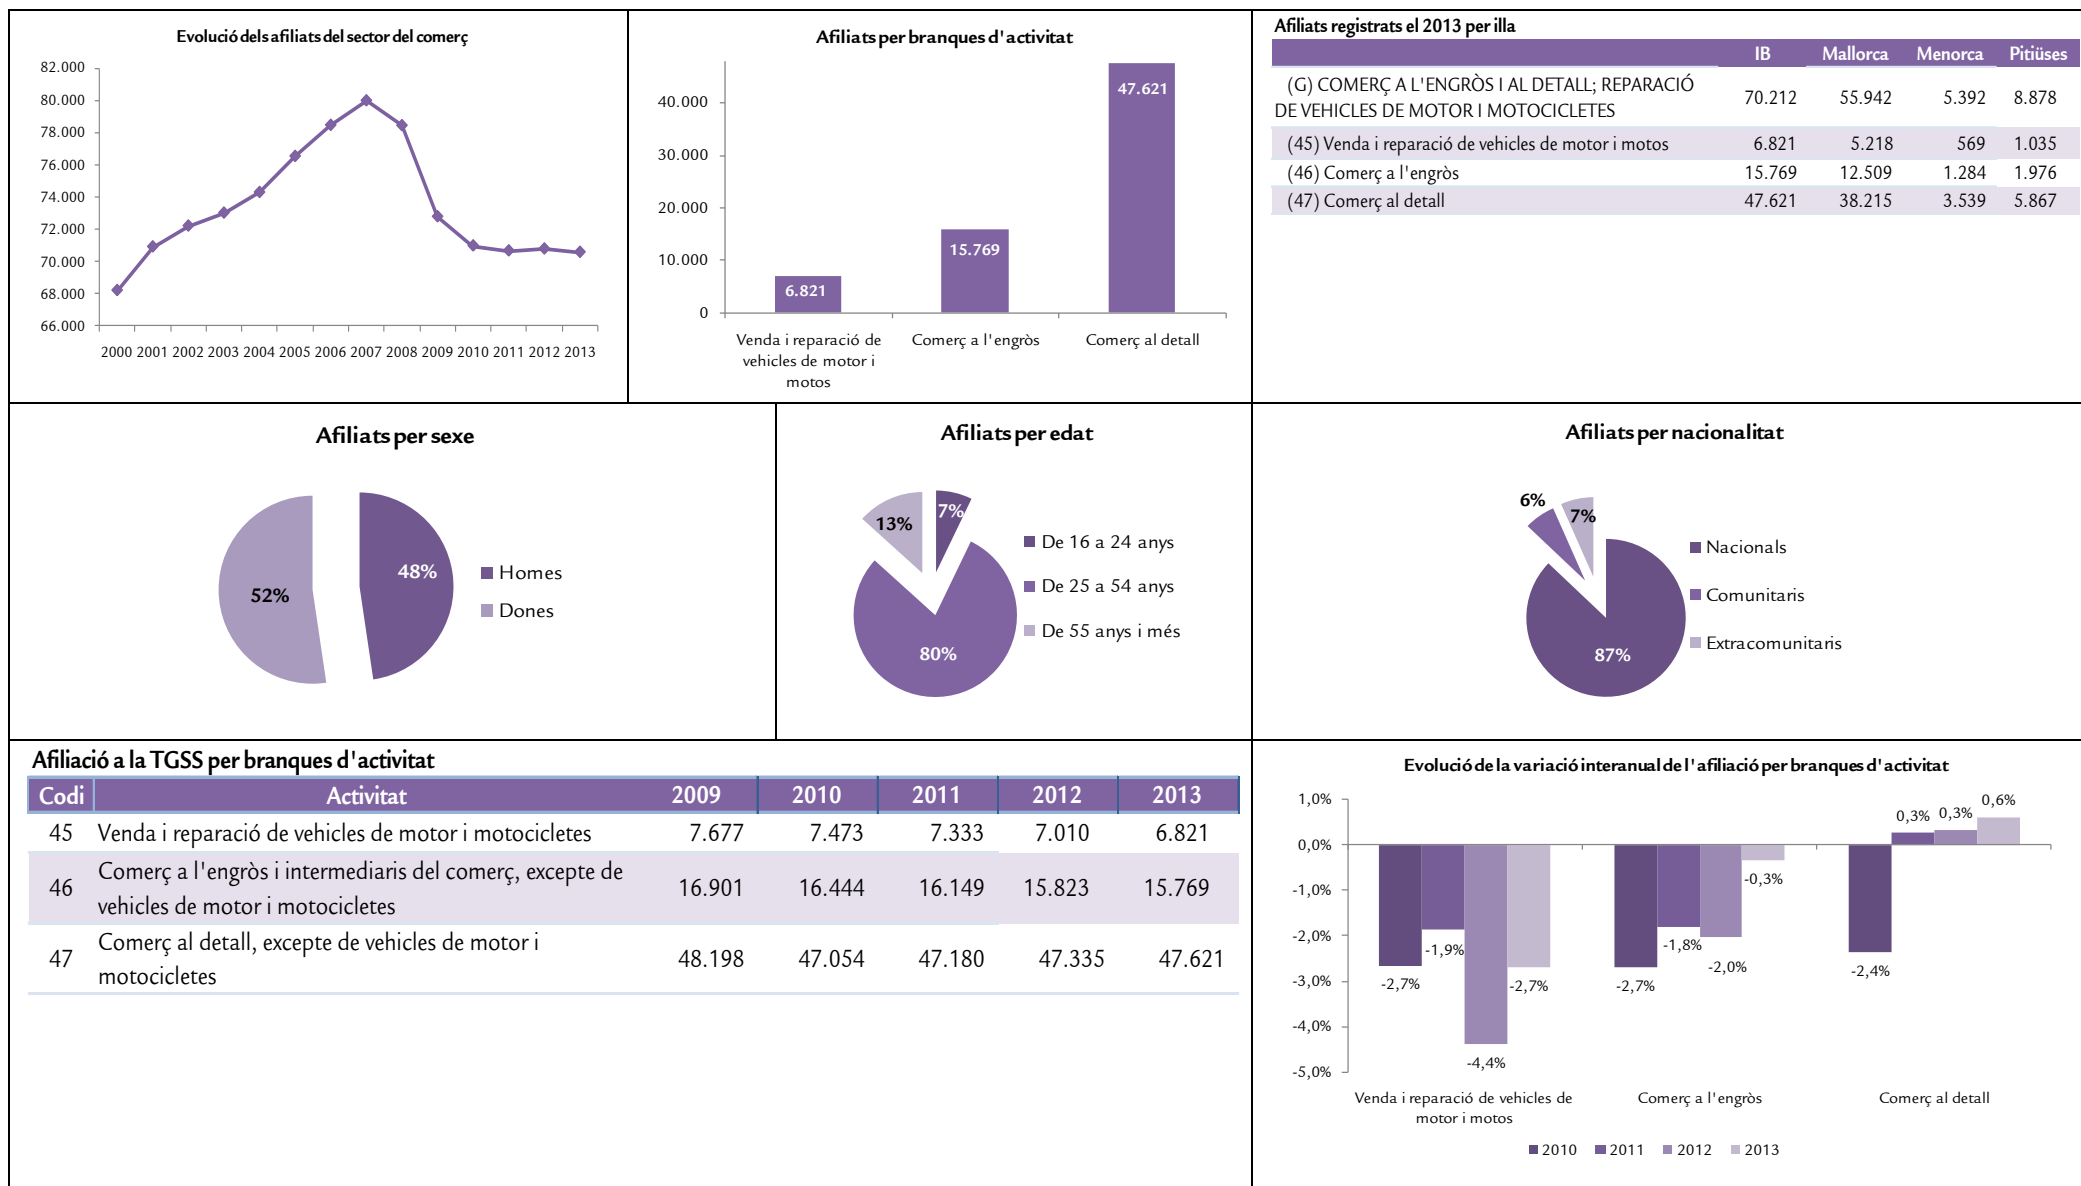 Evolució dels afiliats del sector del comerç
82.000
80.000
78.000
76.000
74.000
72.000
70.000
68.000
66.000
2000 2001 2002 2003 2004 2005 2006 2007 2008 2009 2010 2011 2012 2013
Afiliats per branques d'activitat
40.000
30.000
20.000
10.000
0
6.821
15.769
47.621
Venda i reparació de
vehicles de motor i
motos
Comerç a l'engròs
Comerç al detall
Afiliats registrats el 2013 per illa
IB Mallorca Menorca Pitiüses
(G) COMERÇ A L'ENGRÒS I AL DETALL; REPARACIÓ
DE VEHICLES DE MOTOR I MOTOCICLETES 70.212 55.942 5.392 8.878
(45) Venda i reparació de vehicles de motor i motos 6.821 5.218 569 1.035
(46) Comerç a l'engròs 15.769 12.509 1.284 1.976
(47) Comerç al detall 47.621 38.215 3.539 5.867
Afiliats per sexe
48%
52%
Homes
Dones
Afiliats per edat
13%
7%
80%
De 16 a 24 anys
De 25 a 54 anys
De 55 anys i més
Afiliats per nacionalitat
6%
7%
87%
Nacionals
Comunitaris
Extracomunitaris
Afiliació a la TGSS per branques d'activitat
Codi Activitat 2009 2010 2011 2012 2013
45 Venda i reparació de vehicles de motor i motocicletes 7.677 7.473 7.333 7.010 6.821
46 Comerç a l'engròs i intermediaris del comerç, excepte de
vehicles de motor i motocicletes 16.901 16.444 16.149 15.823 15.769
47 Comerç al detall, excepte de vehicles de motor i
motocicletes 48.198 47.054 47.180 47.335 47.621
Evolució de la variació interanual de l'afiliació per branques d'activitat
1,0%
0,0%
-1,0%
-2,0%
-3,0%
-4,0%
-5,0%
-2,7%
-1,9%
-4,4%
-2,7%
-2,7%
-1,8%
-2,0%
-0,3%
-2,4%
0,3%
0,3%
0,6%
Venda i reparació de vehicles de
motor i motos
Comerç a l'engròs
Comerç al detall
2010 2011 2012 2013